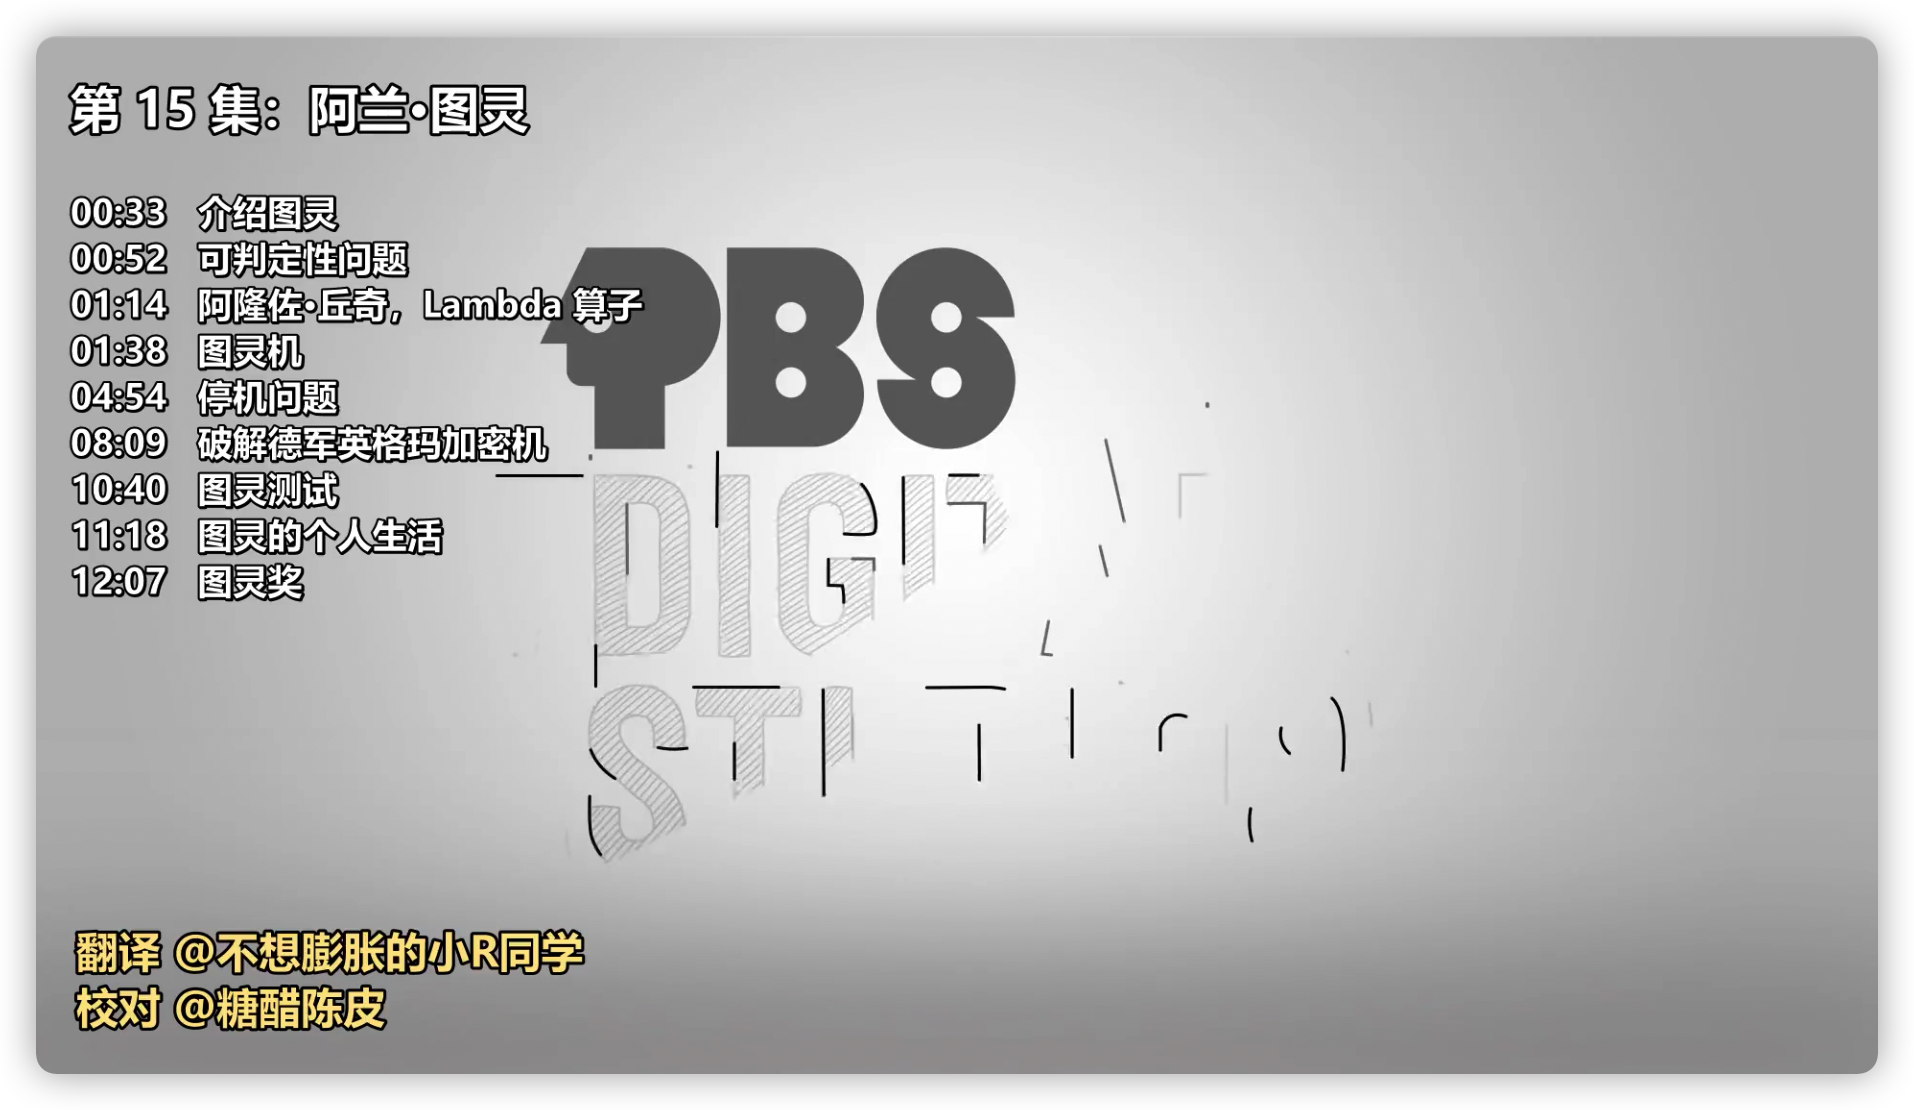 第 15 集：阿兰·图灵
00:33 介绍图灵
00:52 可判定性问题
01:14 阿隆佐·丘奇，Lambda 算子
01:38 图灵机
04:54 停机问题
08:09 破解德军英格玛加密机
10:40 图灵测试
11:18 图灵的个人生活
12:07 图灵奖
PBS
DIGI
ST
翻译 @不想膨胀的小R同学
校对 @糖醋陈皮